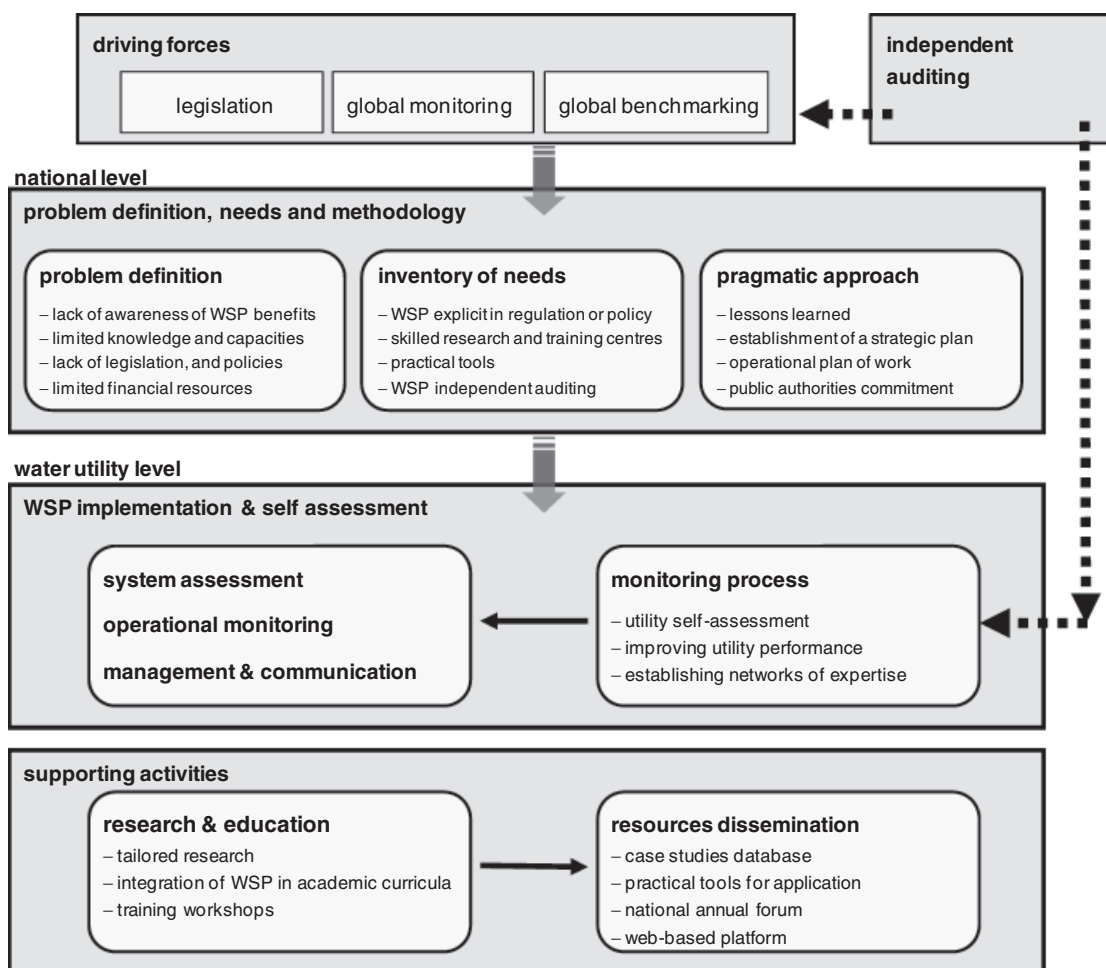 driving forces
legislation
global monitoring
global benchmarking
independent
auditing
national level
problem definition, needs and methodology
problem definition
– lack of awareness of WSP benefits
– limited knowledge and capacities
– lack of legislation, and policies
– limited financial resources
inventory of needs
– WSP explicit in regulation or policy
– skilled research and training centres
– practical tools
– WSP independent auditing
pragmatic approach
– lessons learned
– establishment of a strategic plan
– operational plan of work
– public authorities commitment
water utility level
WSP implementation & self assessment
system assessment
operational monitoring
management & communication
monitoring process
– utility self-assessment
– improving utility performance
– establishing networks of expertise
supporting activities
research & education
– tailored research
– integration of WSP in academic curricula
– training workshops
resources dissemination
– case studies database
– practical tools for application
– national annual forum
– web-based platform